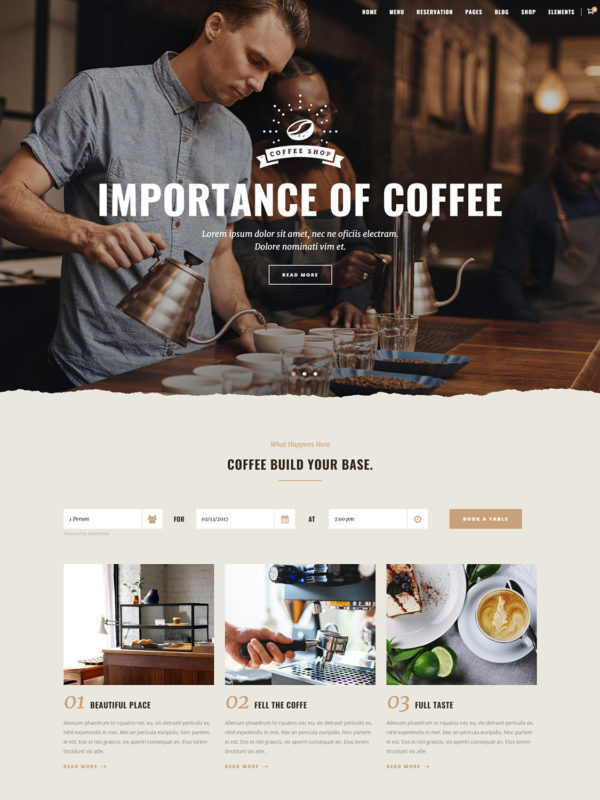 HOME MENU RESERVATION PAGES BLOG SHOP ELEMENTS
COFFEE SHOP
IMPORTANCE OF COFFEE
Lorem ipsum dolor sit amet, nec ne oficiis electram.
Dolore nominati vim et.
READ MORE
What Happens Here
COFFEE BUILD YOUR BASE.
1 Person FOR 02/15/2017 AT 7:00 pm BOOK A TABLE
Powered by OpenTable
01 BEAUTIFUL PLACE
Alienum phaedrum to rquatos nec eu, vis detraxit periculis ex,
nihil expetendis in mei. Mei an pericula euripidis, hinc partem
ei est. Eos ei nisl graecis, vix aperiri consequat an. Eius lorem
tincidunt vix atle.
READ MORE →
02 FELL THE COFFE
Alienum phaedrum to rquatos nec eu, vis detraxit periculis ex,
nihil expetendis in mei. Mei an pericula euripidis, hinc partem
ei est. Eos ei nisl graecis, vix aperiri consequat an. Eius lorem
tincidunt vix atle.
READ MORE →
03 FULL TASTE
Alienum phaedrum to rquatos nec eu, vis detraxit periculis ex,
nihil expetendis in mei. Mei an pericula euripidis, hinc partem
ei est. Eos ei nisl graecis, vix aperiri consequat an. Eius lorem
tincidunt vix atle.
READ MORE →